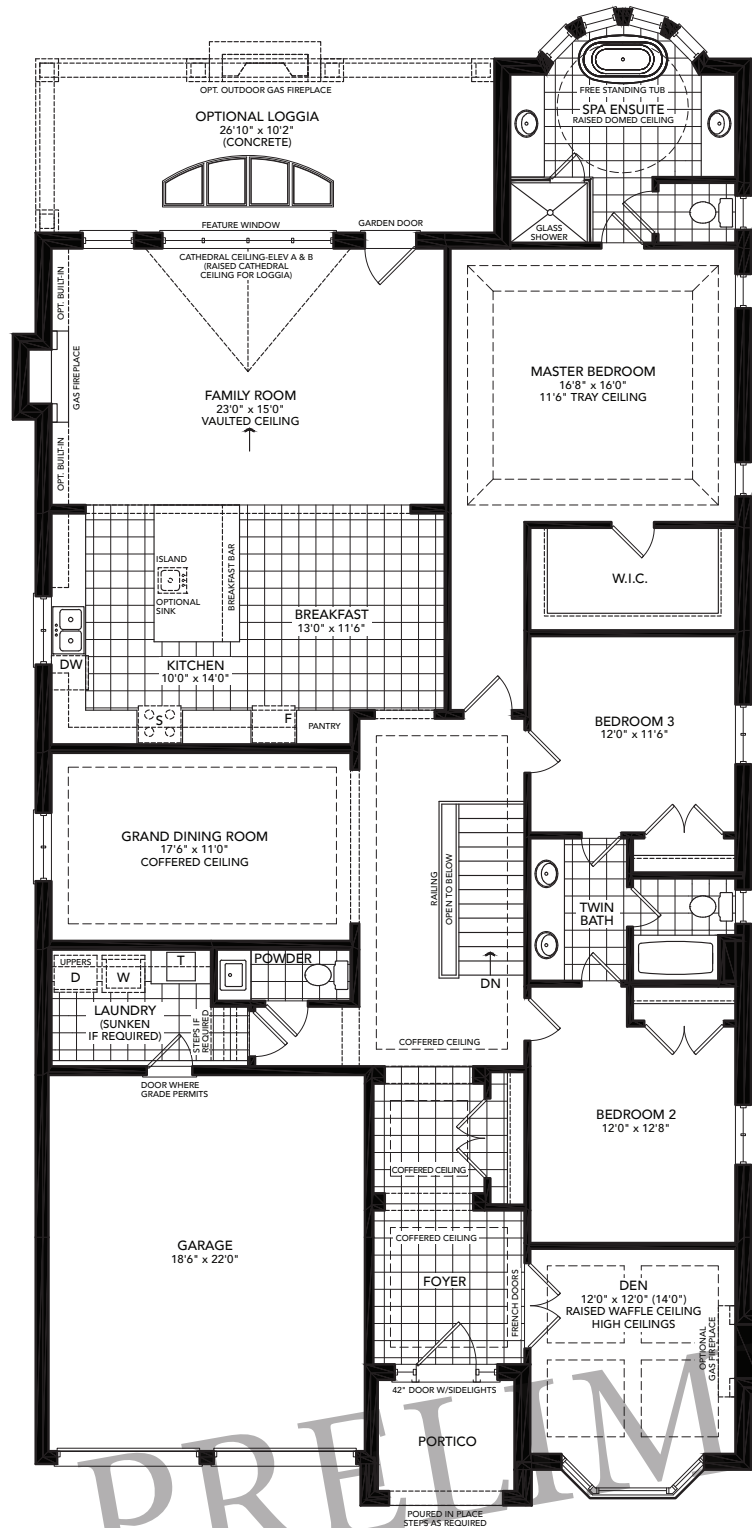 OPT. OUTDOOR GAS FIREPLACE
OPTIONAL LOGGIA
26'10" x 10'2"
(CONCRETE)
FREE STANDING TUB
SPA ENSUITE
RAISED DOMED CEILING
GLASS
SHOWER
FEATURE WINDOW
GARDEN DOOR
CATHEDRAL CEILING-ELEV A & B
(RAISED CATHEDRAL
CEILING FOR LOGGIA)
OPT. BUILT-IN
GAS FIREPLACE
OPT. BUILT-IN
FAMILY ROOM
23'0" x 15'0"
VAULTED CEILING
MASTER BEDROOM
16'8" x 16'0"
11'6" TRAY CEILING
W.I.C.
ISLAND
OPTIONAL
SINK
BREAKFAST BAR
BREAKFAST
13'0" x 11'6"
DW
KITCHEN
10'0" x 14'0"
S
F
PANTRY
BEDROOM 3
12'0" x 11'6"
GRAND DINING ROOM
17'6" x 11'0"
COFFERED CEILING
RAILING
OPEN TO BELOW
DN
TWIN
BATH
UPPERS
D
W
T
POWDER
LAUNDRY
(SUNKEN
IF REQUIRED)
STEPS IF
REQUIRED
COFFERED CEILING
DOOR WHERE
GRADE PERMITS
BEDROOM 2
12'0" x 12'8"
COFFERED CEILING
COFFERED CEILING
GARAGE
18'6" x 22'0"
FOYER
FRENCH DOORS
DEN
12'0" x 12'0" (14'0")
RAISED WAFFLE CEILING
HIGH CEILINGS
OPTIONAL
GAS FIREPLACE
42" DOOR W/SIDELIGHTS
PORTICO
POURED IN PLACE
STEPS AS REQUIRED
PRELIM